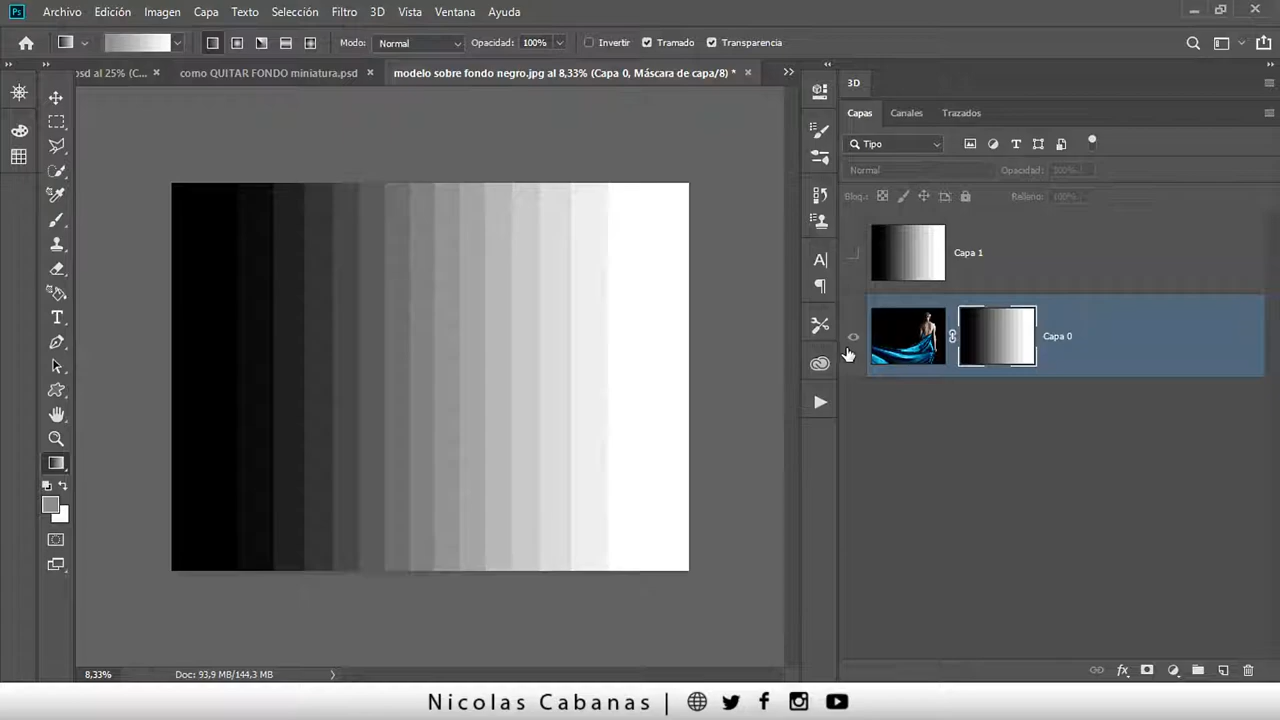 Ps Archivo Edición Imagen Capa Texto Selección Filtro 3D Vista Ventana Ayuda
Modo: Normal Opacidad: 100% Invertir Tramado Transparencia
psd al 25% (C... × como QUITAR FONDO miniatura.psd × modelo sobre fondo negro.jpg al 8,33% (Capa 0, Máscara de capa/8) * ×
3D
Capas Canales Trazados
Tipo
Normal Opacidad: 100%
Bloq.: Relleno: 100%
Capa 1
Capa 0
8,33% Doc: 93,9 MB/144,3 MB
Nicolas Cabanas |